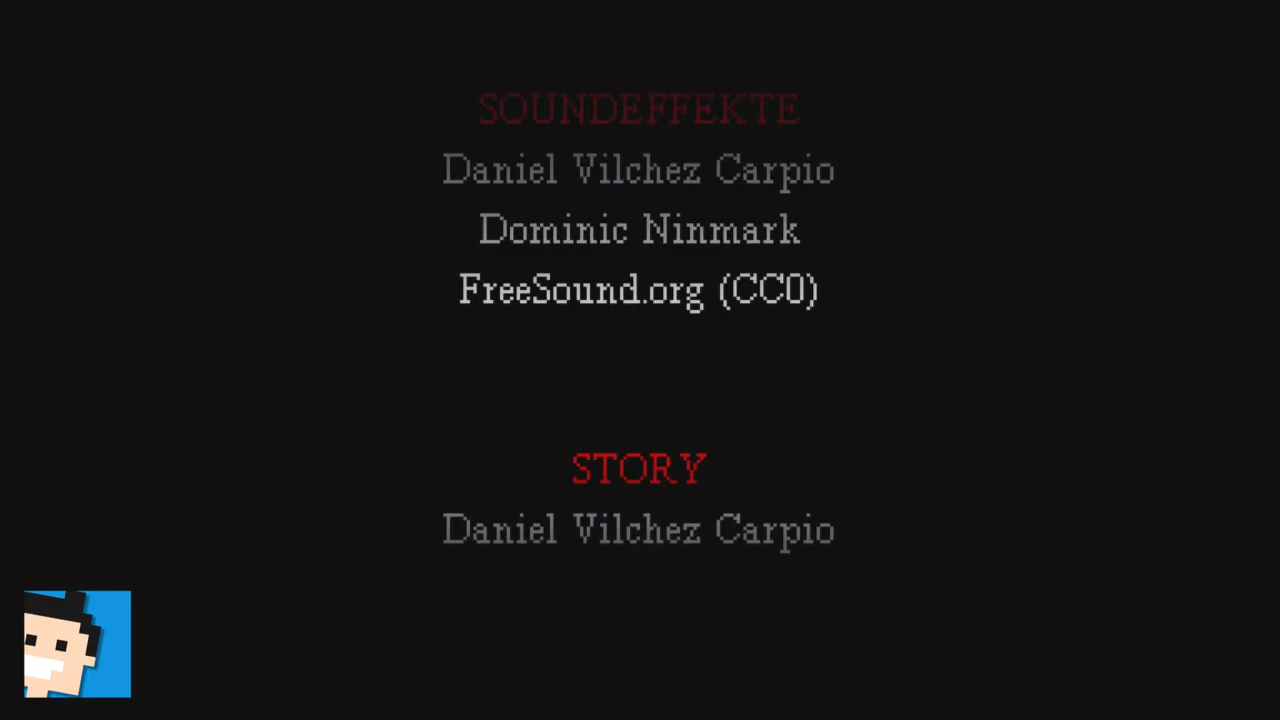 SOUNDEFFEKTE
Daniel Vilchez Carpio
Dominic Ninmark
FreeSound.org (CC0)
STORY
Daniel Vilchez Carpio